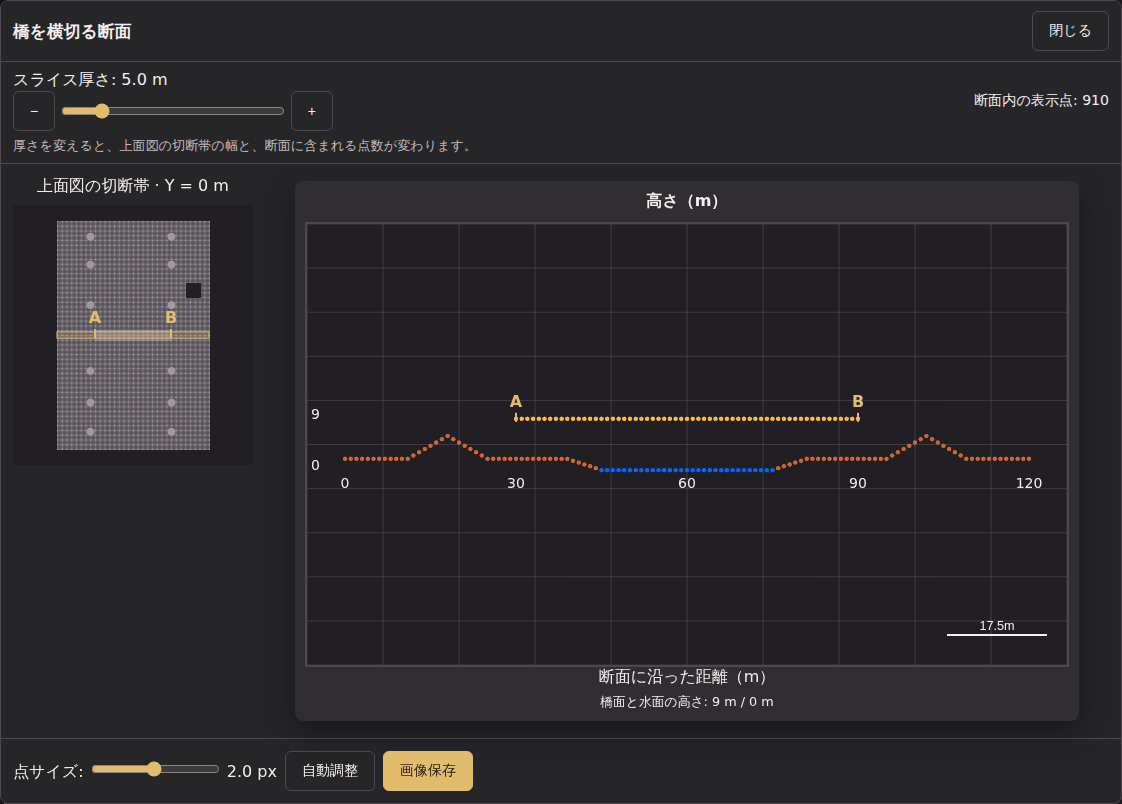 橋を横切る断面
閉じる
スライス厚さ: 5.0 m
−
+
断面内の表示点: 910
厚さを変えると、上面図の切断帯の幅と、断面に含まれる点数が変わります。
上面図の切断帯 · Y = 0 m
A B
高さ（m）
A B
9
0
0 30 60 90 120
17.5m
断面に沿った距離（m）
橋面と水面の高さ: 9 m / 0 m
点サイズ: 2.0 px
自動調整
画像保存